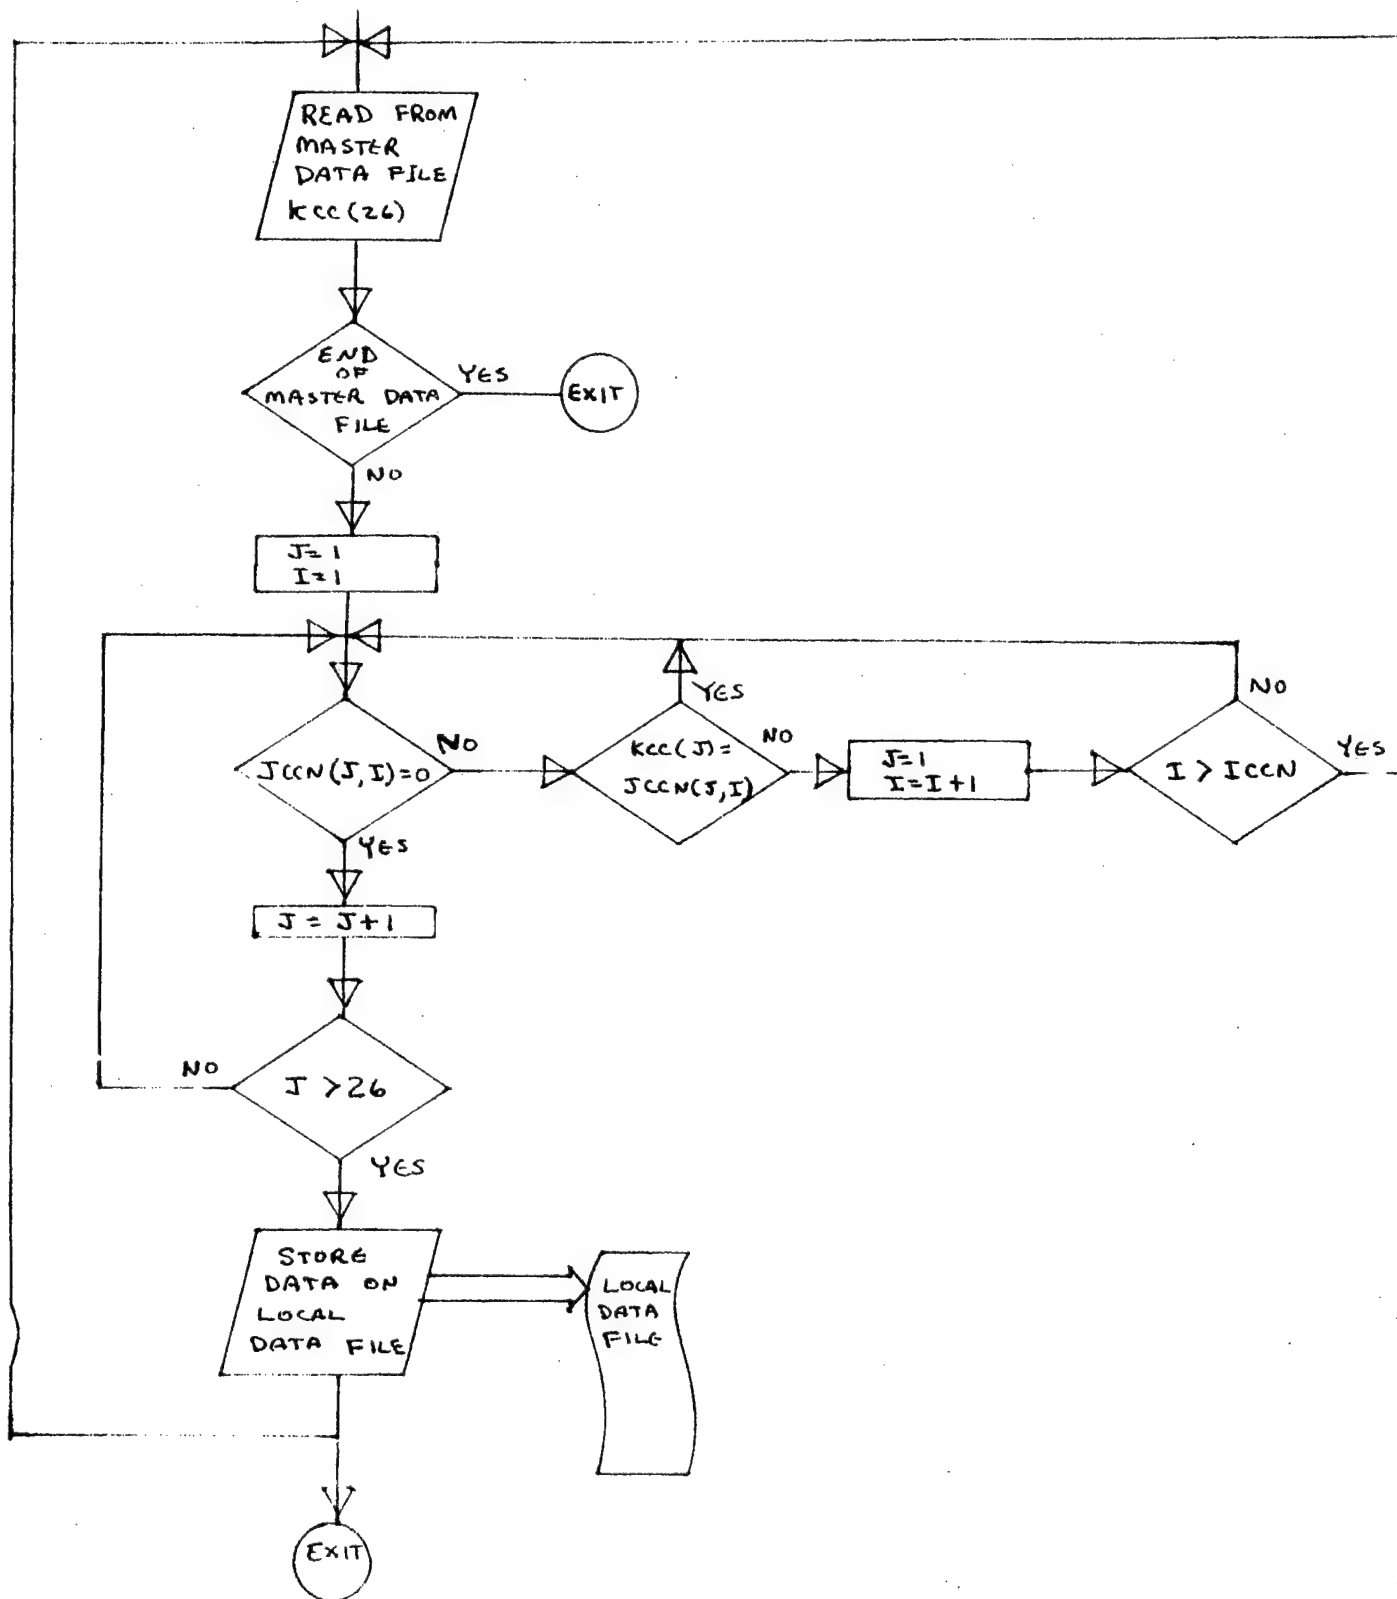 READ FROM
MASTER
DATA FILE
KCC(26)
END
OF
MASTER DATA
FILE
YES
EXIT
NO
J=1
I=1
JCCN(J,I)=0
NO
KCC(J)=
JCCN(J,I)
YES
NO
J=1
I=I+1
I > ICCN
NO
YES
YES
J = J+1
J >26
NO
YES
STORE
DATA ON
LOCAL
DATA FILE
LOCAL
DATA
FILE
EXIT